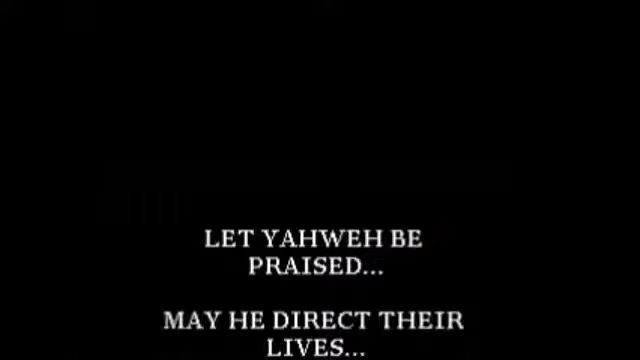 LET YAHWEH BE
PRAISED...
MAY HE DIRECT THEIR
LIVES...